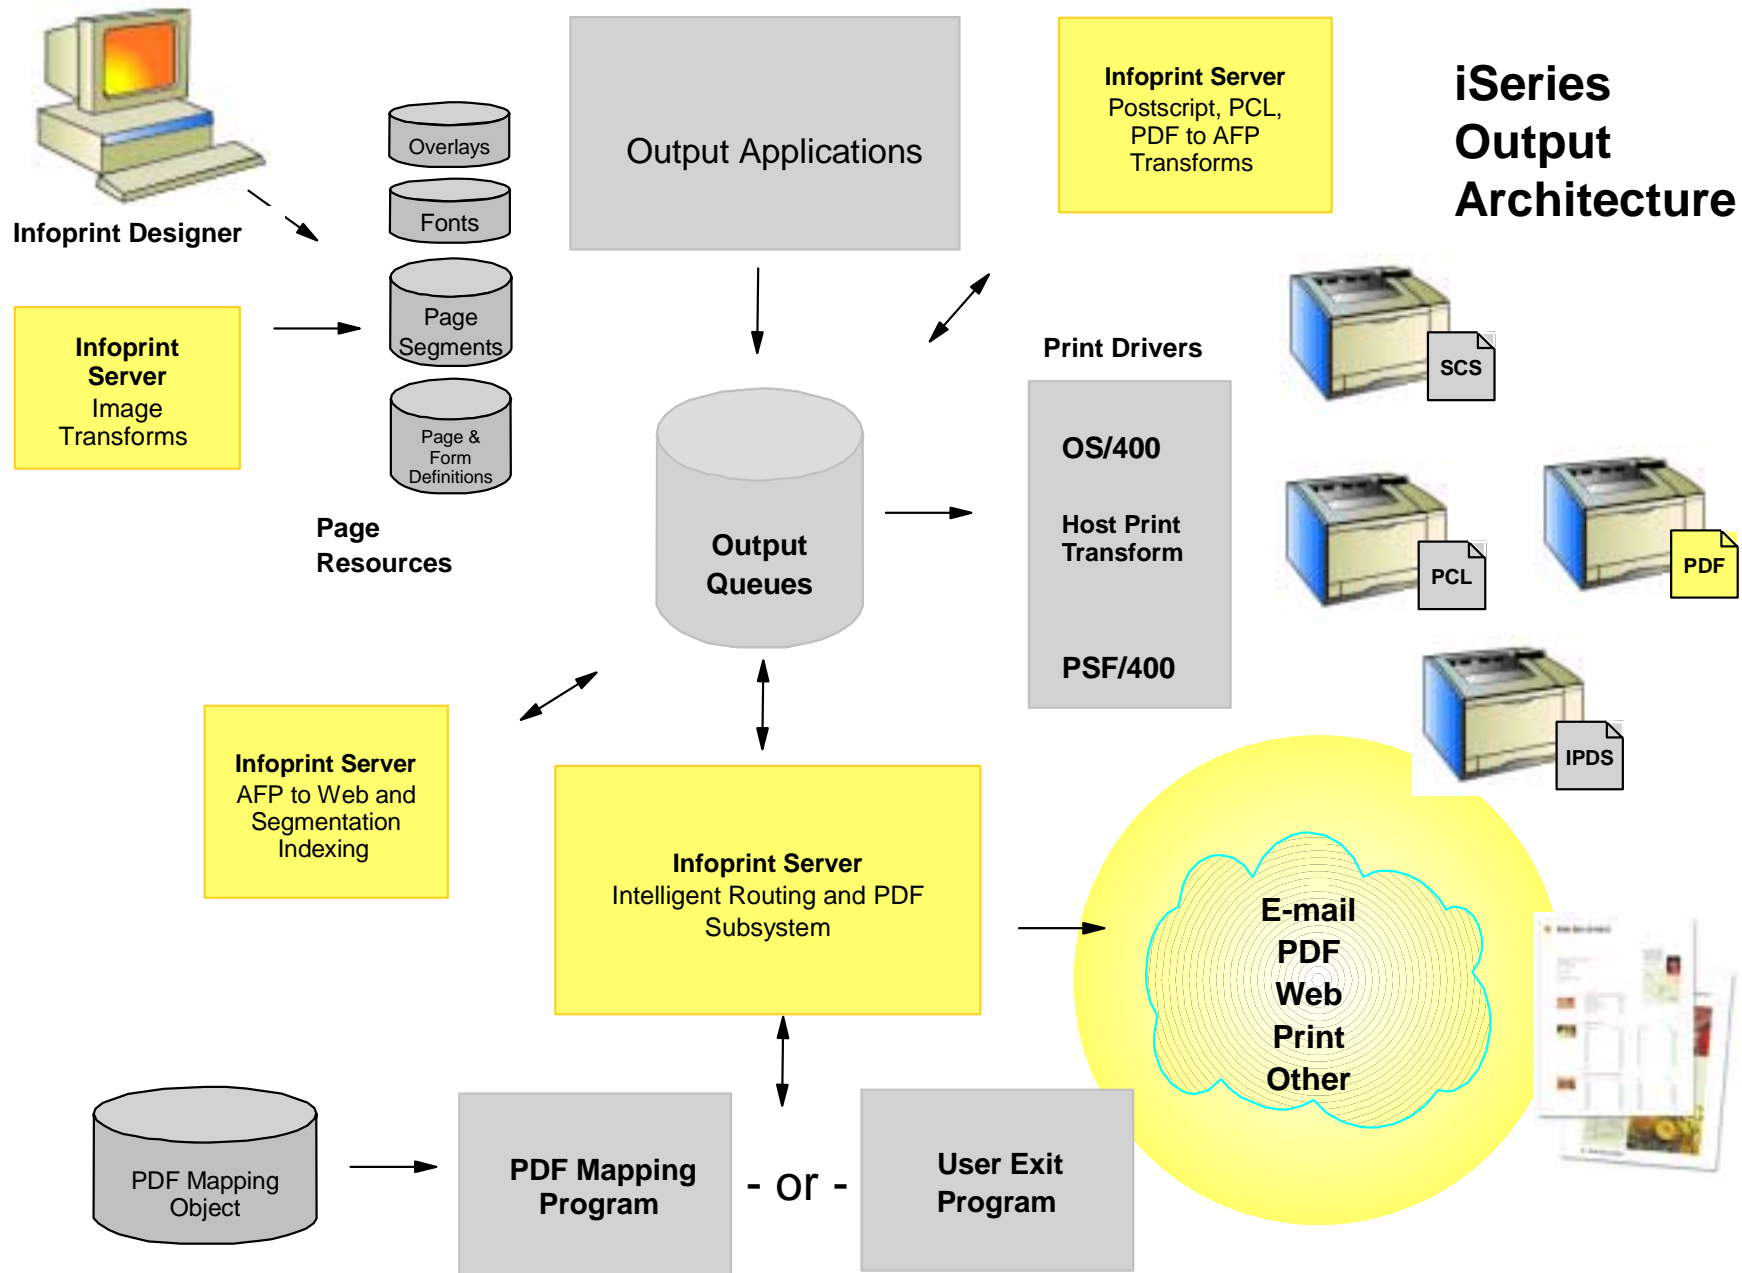 iSeries
Output
Architecture
Infoprint Designer
Overlays
Fonts
Page
Segments
Page &
Form
Definitions
Page
Resources
Infoprint
Server
Image
Transforms
Output Applications
Infoprint Server
Postscript, PCL,
PDF to AFP
Transforms
Output
Queues
Print Drivers
OS/400
Host Print
Transform
PSF/400
SCS
PCL
PDF
IPDS
Infoprint Server
AFP to Web and
Segmentation
Indexing
Infoprint Server
Intelligent Routing and PDF
Subsystem
E-mail
PDF
Web
Print
Other
PDF Mapping
Object
PDF Mapping
Program
- or -
User Exit
Program